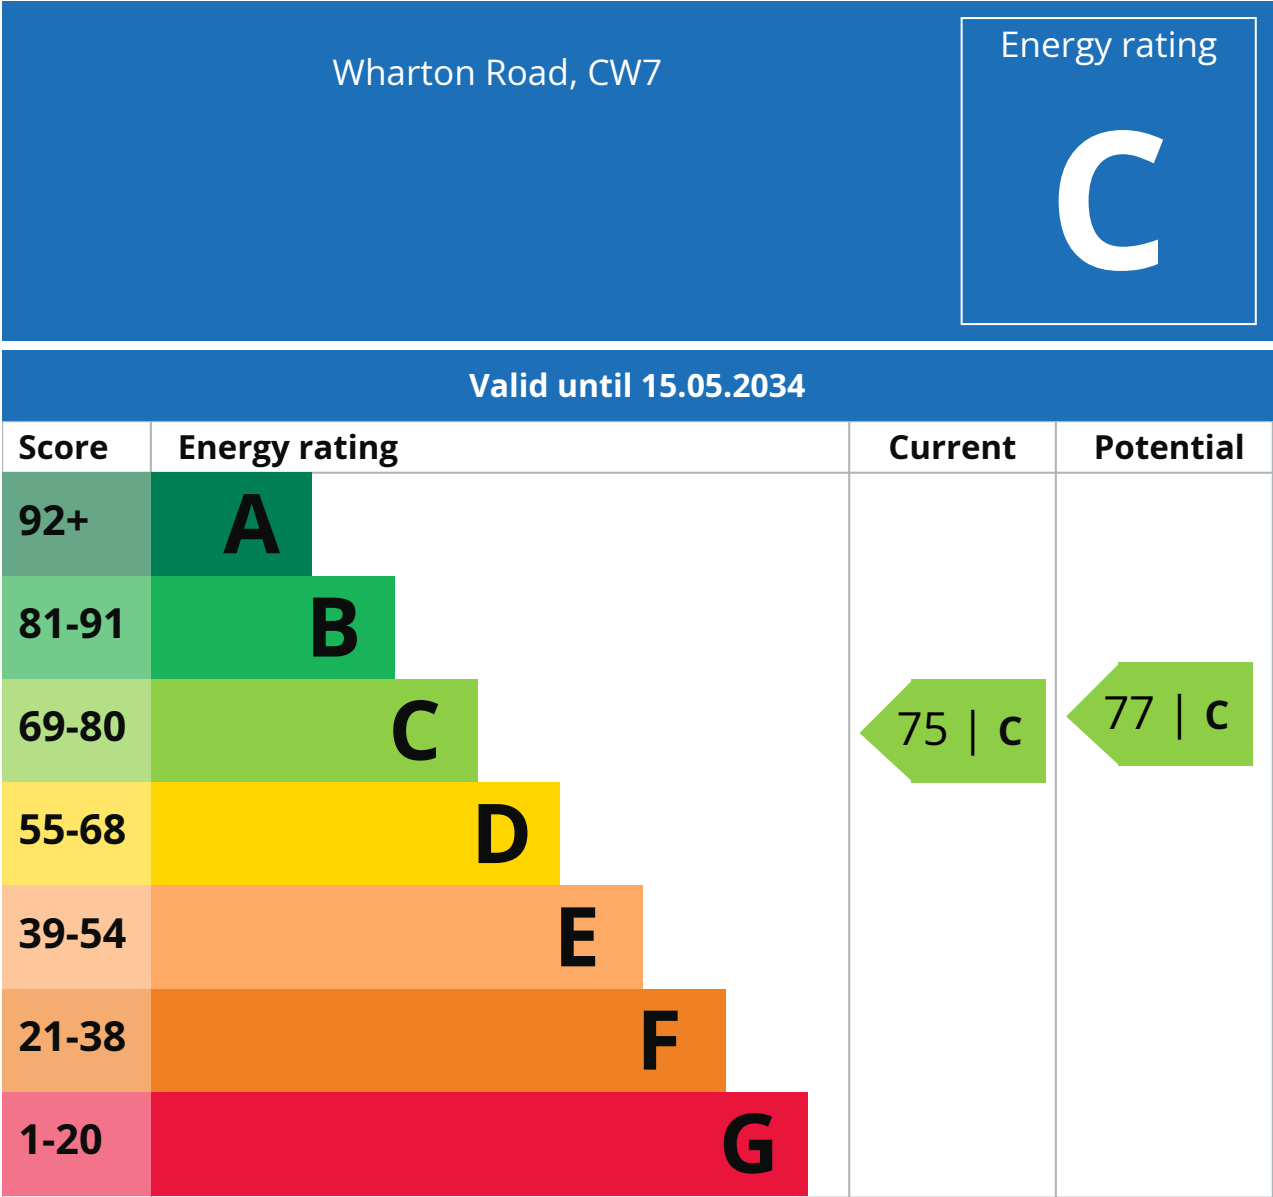 Wharton Road, CW7
Energy rating
C
Valid until 15.05.2034
Score Energy rating Current Potential
92+ A
81-91 B
69-80 C 75 | C 77 | C
55-68 D
39-54 E
21-38 F
1-20 G